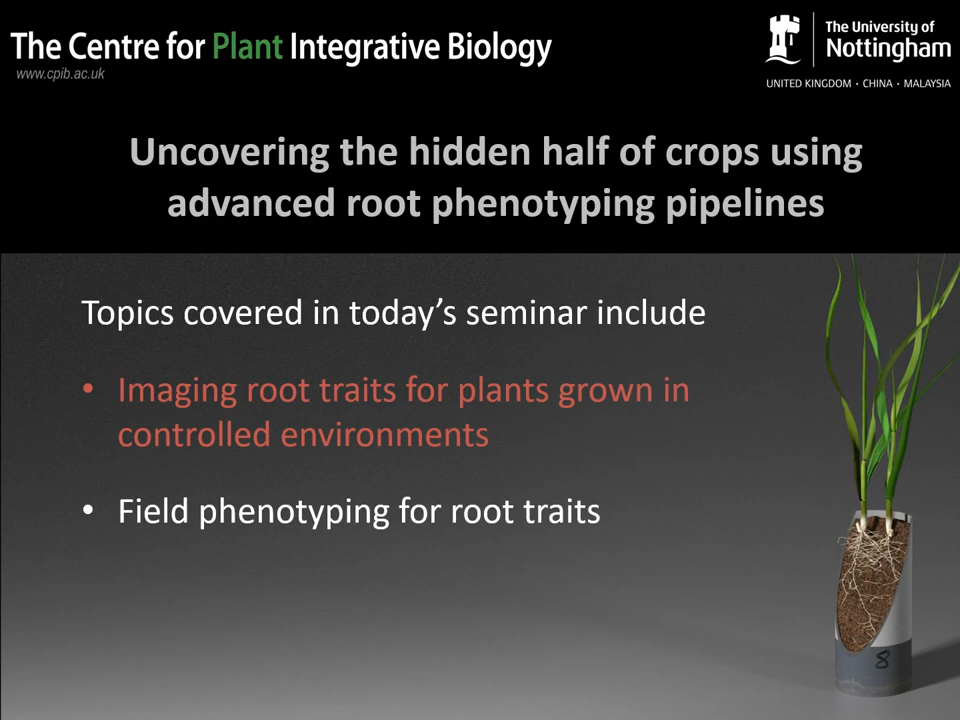 The Centre for Plant Integrative Biology
www.cpib.ac.uk
The University of
Nottingham
UNITED KINGDOM · CHINA · MALAYSIA
Uncovering the hidden half of crops using
advanced root phenotyping pipelines
Topics covered in today’s seminar include
• Imaging root traits for plants grown in
controlled environments
• Field phenotyping for root traits
8